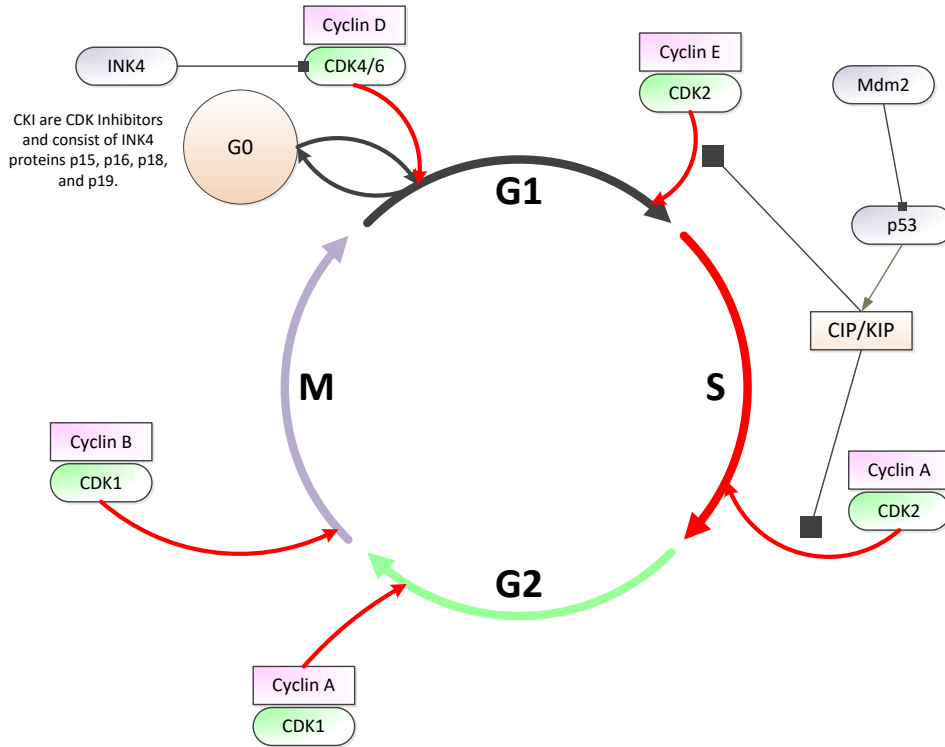 Cyclin D
CDK4/6
INK4
Cyclin E
CDK2
Mdm2
CKI are CDK Inhibitors
and consist of INK4
proteins p15, p16, p18,
and p19.
G0
G1
p53
CIP/KIP
M
S
Cyclin B
CDK1
Cyclin A
CDK2
G2
Cyclin A
CDK1